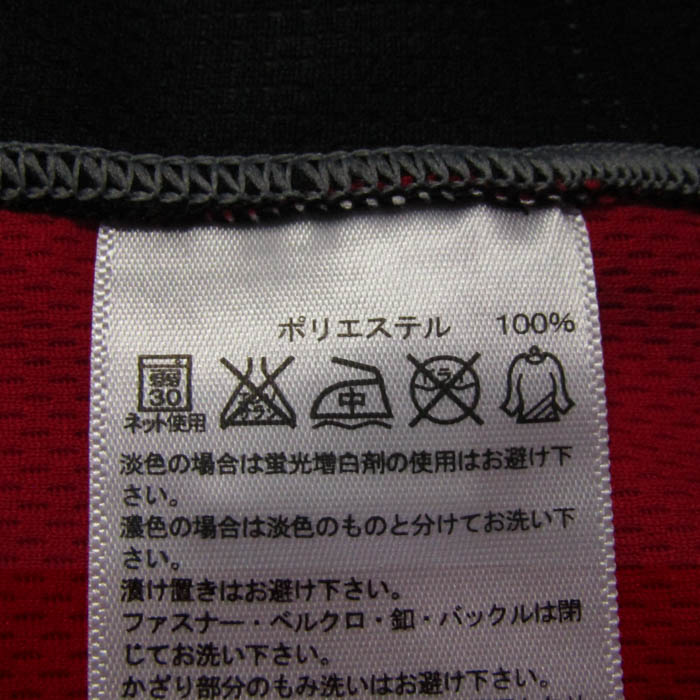 ポリエステル 100%
弱 30 エンソサラシ 中 ドライ
ネット使用
淡色の場合は蛍光増白剤の使用はお避け下
さい。
濃色の場合は淡色のものと分けてお洗い下
さい。
漬け置きはお避け下さい。
ファスナー・ベルクロ・釦・バックルは閉
じてお洗い下さい。
かざり部分のもみ洗いはお避け下さい